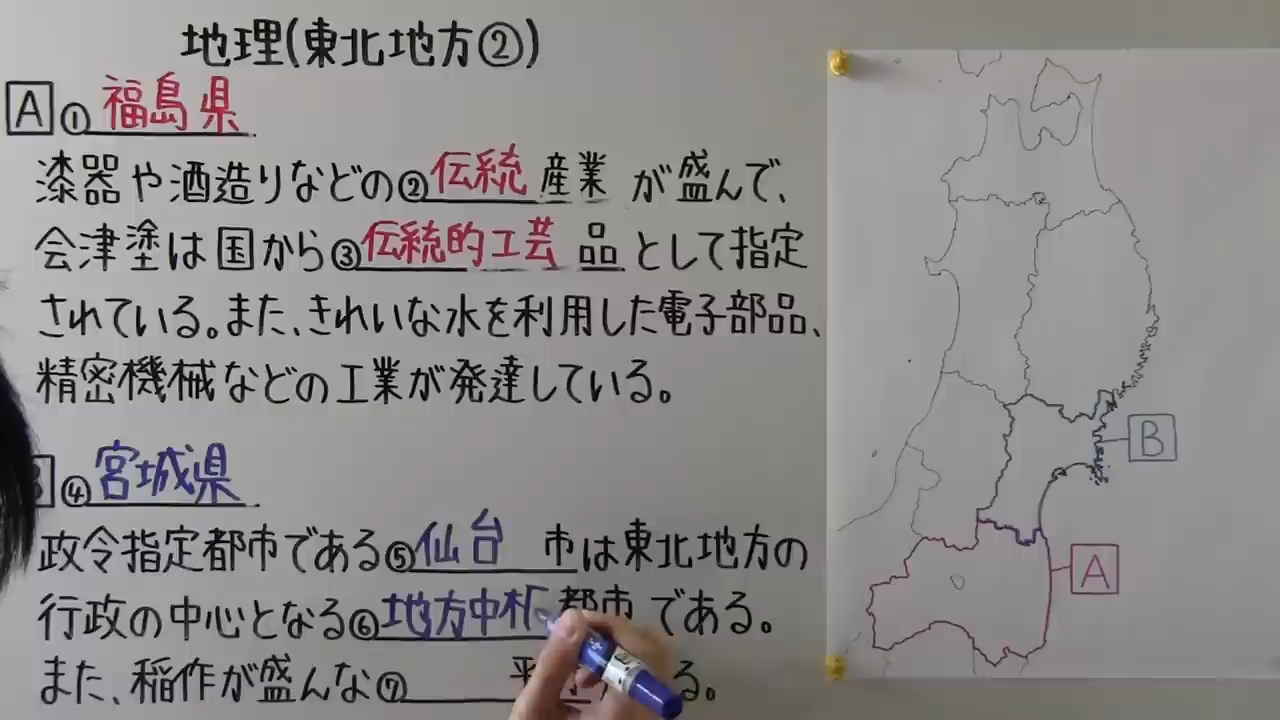 地理(東北地方②)
A ①福島県
漆器や酒造りなどの②伝統産業が盛んで、
会津塗は国から③伝統的工芸品として指定
されている。また、きれいな水を利用した電子部品、
精密機械などの工業が発達している。
④宮城県
政令指定都市である⑤仙台市は東北地方の
行政の中心となる⑥地方中枢都市である。
また、稲作が盛んな⑦ 平 る。
B
A